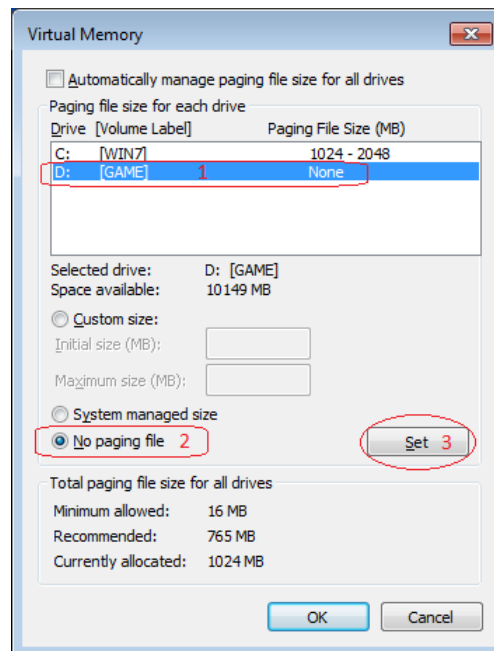 Virtual Memory
Automatically manage paging file size for all drives
Paging file size for each drive
Drive [Volume Label] Paging File Size (MB)
C: [WIN7] 1024 - 2048
D: [GAME] 1 None
Selected drive: D: [GAME]
Space available: 10149 MB
Custom size:
Initial size (MB):
Maximum size (MB):
System managed size
No paging file 2 Set 3
Total paging file size for all drives
Minimum allowed: 16 MB
Recommended: 765 MB
Currently allocated: 1024 MB
OK Cancel